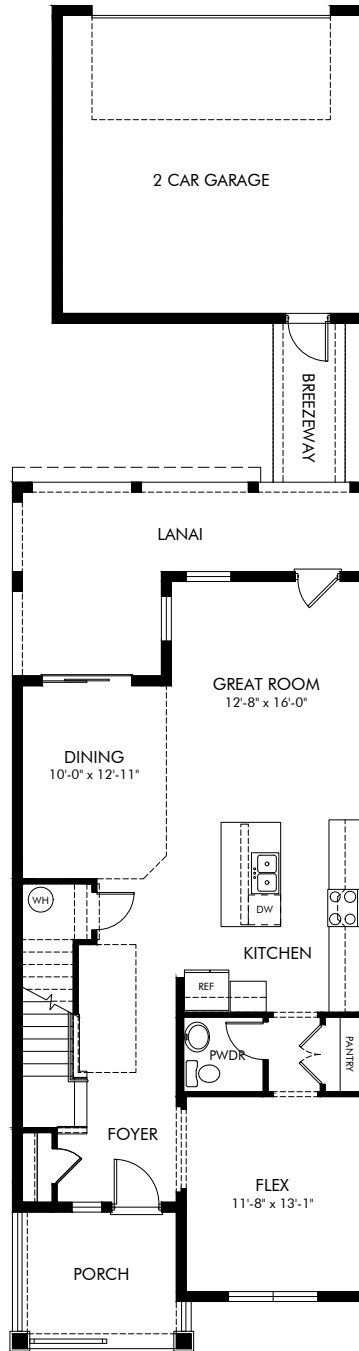 2 CAR GARAGE
BREEZEWAY
LANAI
GREAT ROOM
12'-8" x 16'-0"
DINING
10'-0" x 12'-11"
WH
DW
KITCHEN
REF
PWDR
PANTRY
FOYER
FLEX
11'-8" x 13'-1"
PORCH